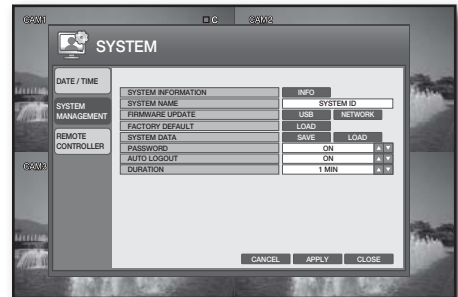 CAM1 C CAM2
SYSTEM
DATE / TIME
SYSTEM MANAGEMENT
REMOTE CONTROLLER
SYSTEM INFORMATION INFO
SYSTEM NAME SYSTEM ID
FIRMWARE UPDATE USB NETWORK
FACTORY DEFAULT LOAD
SYSTEM DATA SAVE LOAD
PASSWORD ON
AUTO LOGOUT ON
DURATION 1 MIN
CAM3
CANCEL APPLY CLOSE